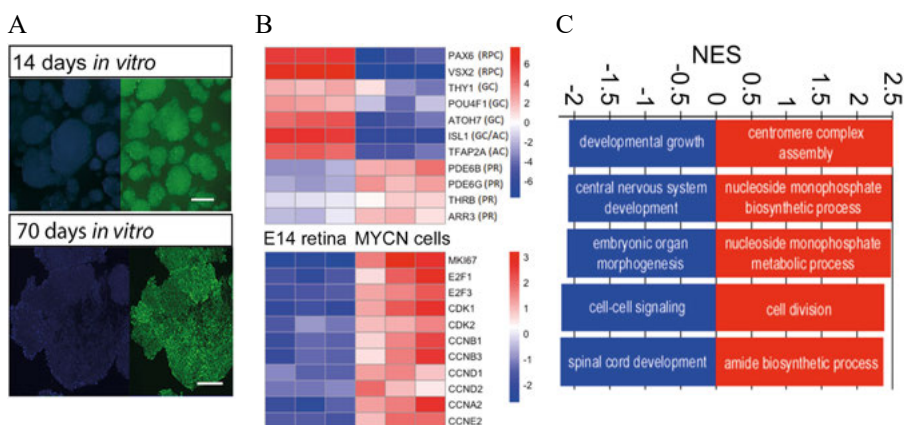 A
14 days in vitro
70 days in vitro
B
PAX6 (RPC)
VSX2 (RPC)
THY1 (GC)
POU4F1 (GC)
ATOH7 (GC)
ISL1 (GC/AC)
TFAP2A (AC)
PDE6B (PR)
PDE6G (PR)
THRB (PR)
ARR3 (PR)
6
4
2
0
-2
-4
-6
E14 retina MYCN cells
MKI67
E2F1
E2F3
CDK1
CDK2
CCNB1
CCNB3
CCND1
CCND2
CCNA2
CCNE2
3
2
1
0
-1
-2
C
NES
-2
-1.5
-1
-0.5
0
0.5
1
1.5
2
2.5
developmental growth
centromere complex
assembly
central nervous system
development
nucleoside monophosphate
biosynthetic process
embryonic organ
morphogenesis
nucleoside monophosphate
metabolic process
cell-cell signaling
cell division
spinal cord development
amide biosynthetic process